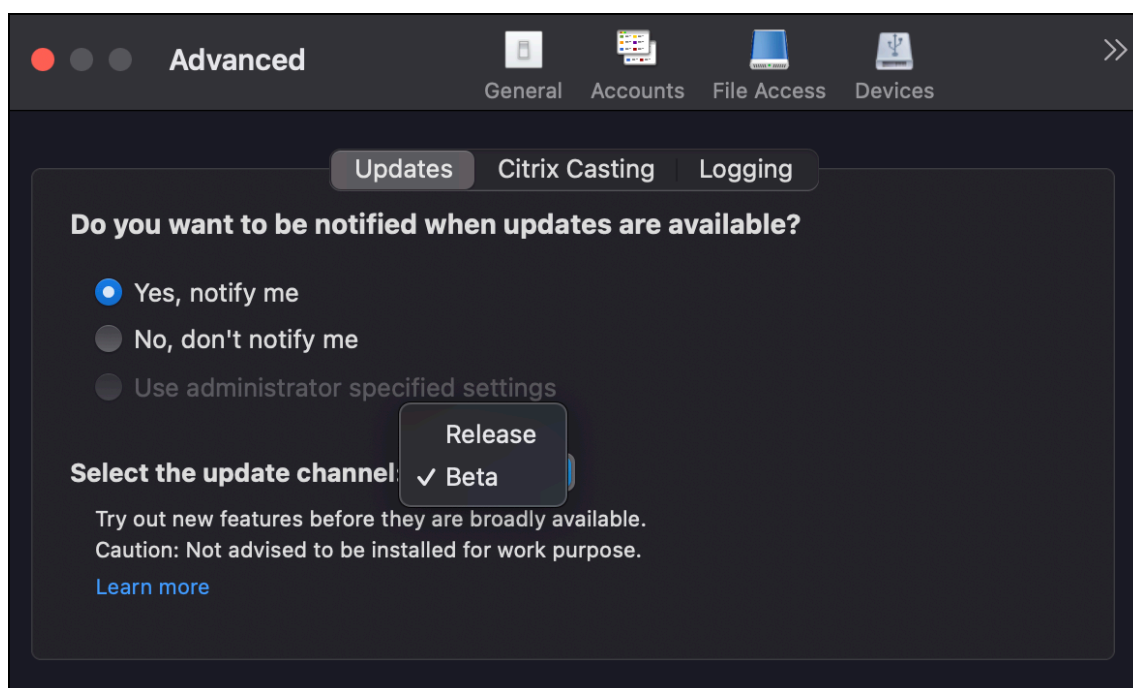 Advanced
General Accounts File Access Devices
Updates Citrix Casting Logging
Do you want to be notified when updates are available?
Yes, notify me
No, don't notify me
Use administrator specified settings
Release
Select the update channel:
✓ Beta
Try out new features before they are broadly available.
Caution: Not advised to be installed for work purpose.
Learn more